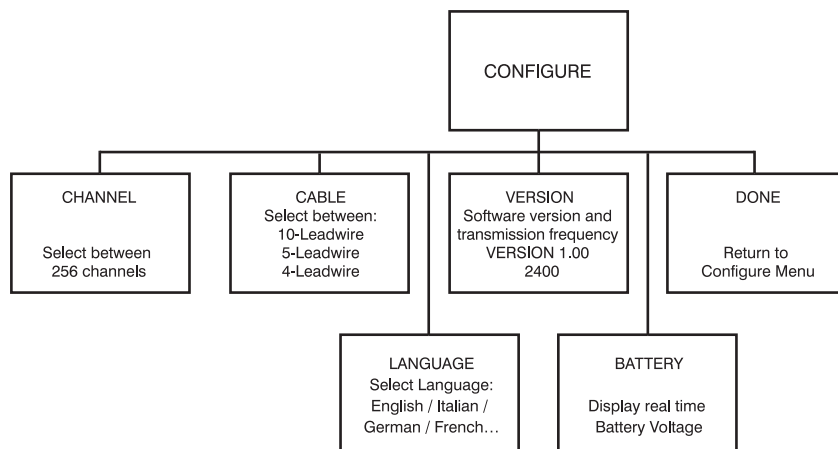 CONFIGURE
CHANNEL
Select between
256 channels
CABLE
Select between:
10-Leadwire
5-Leadwire
4-Leadwire
VERSION
Software version and
transmission frequency
VERSION 1.00
2400
DONE
Return to
Configure Menu
LANGUAGE
Select Language:
English / Italian /
German / French…
BATTERY
Display real time
Battery Voltage